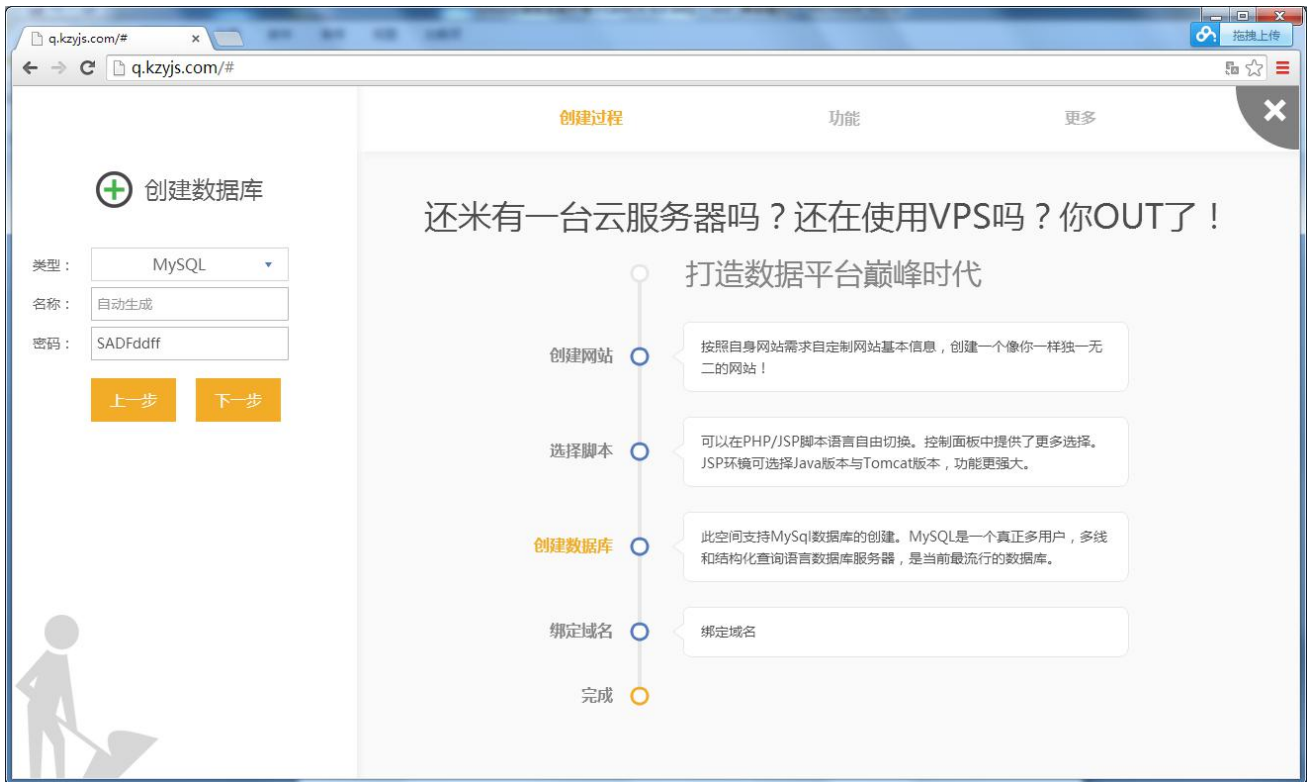 q.kzyjs.com/#
拖拽上传
q.kzyjs.com/#
创建过程 功能 更多
创建数据库
类型： MySQL
名称： 自动生成
密码： SADFddff
上一步 下一步
还米有一台云服务器吗？还在使用VPS吗？你OUT了！
打造数据平台巅峰时代
创建网站
按照自身网站需求自定制网站基本信息，创建一个像你一样独一无
二的网站！
选择脚本
可以在PHP/JSP脚本语言自由切换。控制面板中提供了更多选择。
JSP环镜可选择Java版本与Tomcat版本，功能更强大。
创建数据库
此空间支持MySql数据库的创建。MySQL是一个真正多用户，多线
和结构化查询语言数据库服务器，是当前最流行的数据库。
绑定域名
绑定域名
完成